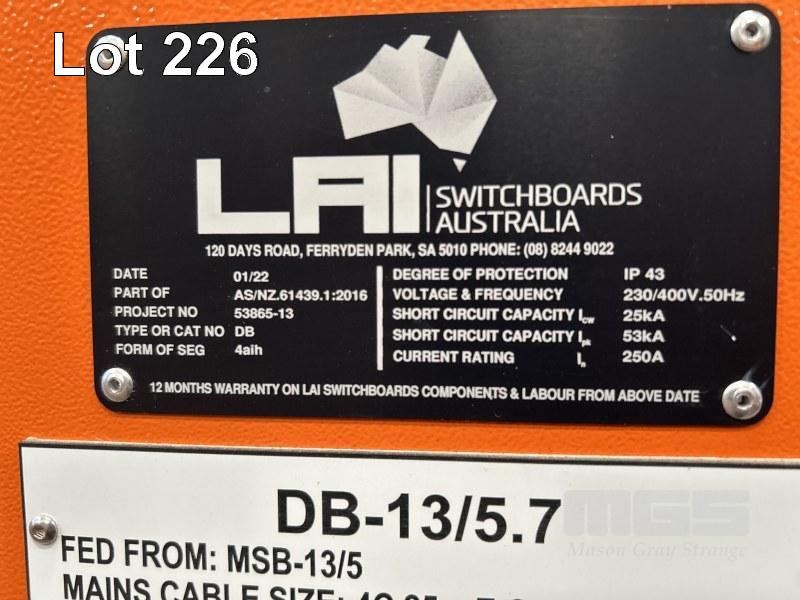 Lot 226
LAI
SWITCHBOARDS
AUSTRALIA
120 DAYS ROAD, FERRYDEN PARK, SA 5010 PHONE: (08) 8244 9022
DATE 01/22
PART OF AS/NZ.61439.1:2016
PROJECT NO 53865-13
TYPE OR CAT NO DB
FORM OF SEG 4aih
DEGREE OF PROTECTION IP 43
VOLTAGE & FREQUENCY 230/400V.50Hz
SHORT CIRCUIT CAPACITY Icw 25kA
SHORT CIRCUIT CAPACITY Ipk 53kA
CURRENT RATING In 250A
12 MONTHS WARRANTY ON LAI SWITCHBOARDS COMPONENTS & LABOUR FROM ABOVE DATE
DB-13/5.7
MGS
Mason Gray Strange
FED FROM: MSB-13/5
MAINS CABLE SIZE: